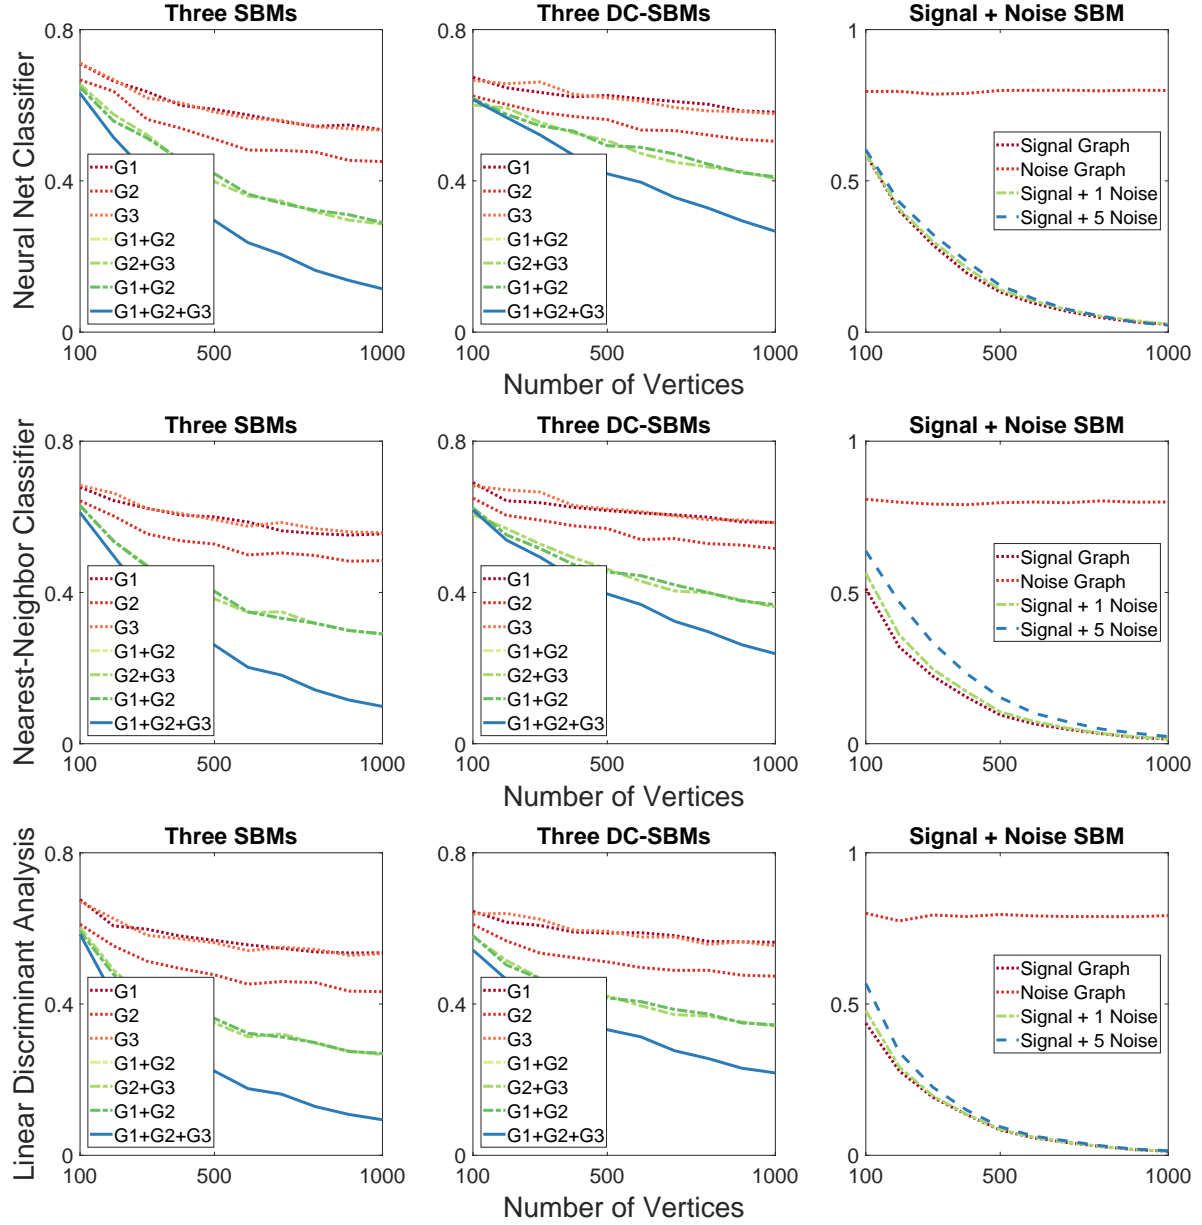 Three SBMs
Three DC-SBMs
Signal + Noise SBM
Neural Net Classifier
0.8
0.4
0
G1
G2
G3
G1+G2
G2+G3
G1+G2
G1+G2+G3
100
500
1000
0.8
0.4
0
G1
G2
G3
G1+G2
G2+G3
G1+G2
G1+G2+G3
100
500
1000
1
0.5
0
Signal Graph
Noise Graph
Signal + 1 Noise
Signal + 5 Noise
100
500
1000
Number of Vertices
Three SBMs
Three DC-SBMs
Signal + Noise SBM
Nearest-Neighbor Classifier
0.8
0.4
0
G1
G2
G3
G1+G2
G2+G3
G1+G2
G1+G2+G3
100
500
1000
0.8
0.4
0
G1
G2
G3
G1+G2
G2+G3
G1+G2
G1+G2+G3
100
500
1000
1
0.5
0
Signal Graph
Noise Graph
Signal + 1 Noise
Signal + 5 Noise
100
500
1000
Number of Vertices
Three SBMs
Three DC-SBMs
Signal + Noise SBM
Linear Discriminant Analysis
0.8
0.4
0
G1
G2
G3
G1+G2
G2+G3
G1+G2
G1+G2+G3
100
500
1000
0.8
0.4
0
G1
G2
G3
G1+G2
G2+G3
G1+G2
G1+G2+G3
100
500
1000
1
0.5
0
Signal Graph
Noise Graph
Signal + 1 Noise
Signal + 5 Noise
100
500
1000
Number of Vertices